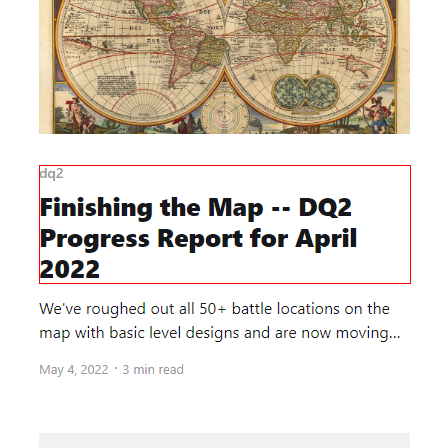 dq2
Finishing the Map -- DQ2
Progress Report for April
2022
We've roughed out all 50+ battle locations on the
map with basic level designs and are now moving...
May 4, 2022 · 3 min read